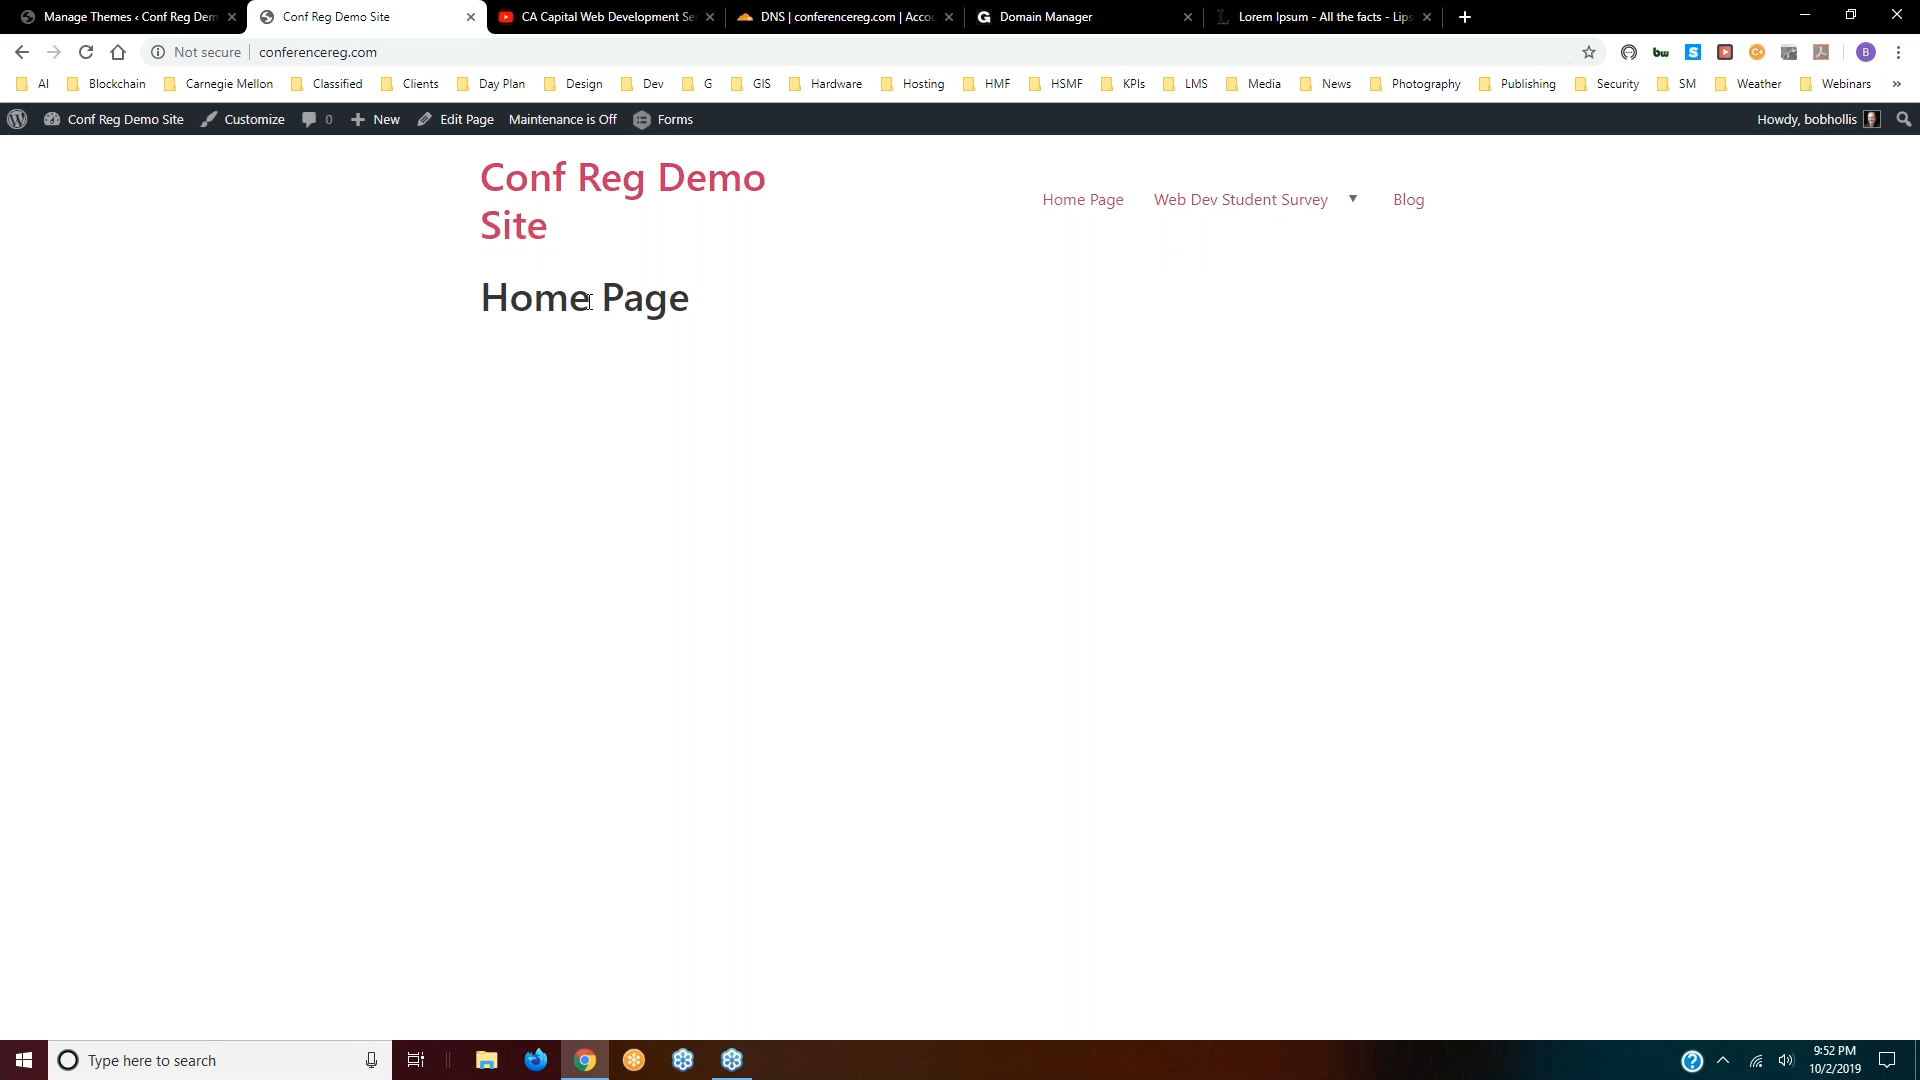 Manage Themes ‹ Conf Reg Dem
Conf Reg Demo Site
CA Capital Web Development Se
DNS | conferencereg.com | Accou
Domain Manager
Lorem Ipsum - All the facts - Lips
Not secure
conferencereg.com
AI
Blockchain
Carnegie Mellon
Classified
Clients
Day Plan
Design
Dev
G
GIS
Hardware
Hosting
HMF
HSMF
KPIs
LMS
Media
News
Photography
Publishing
Security
SM
Weather
Webinars
»
Conf Reg Demo Site
Customize
0
New
Edit Page
Maintenance is Off
Forms
Howdy, bobhollis
Conf Reg Demo
Site
Home Page
Web Dev Student Survey
Blog
Home Page
Type here to search
9:52 PM
10/2/2019